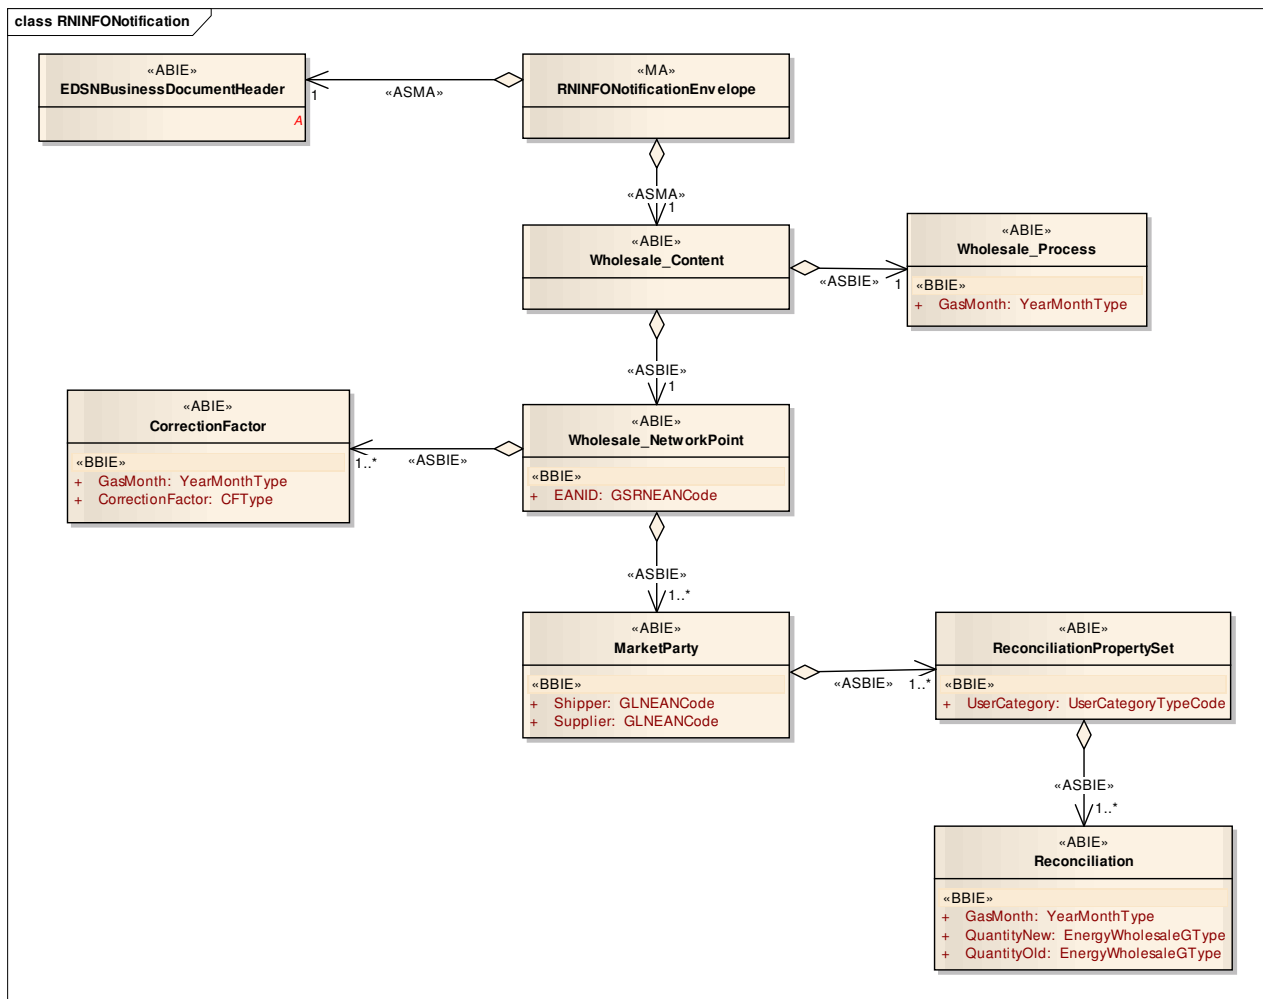 class RNINFONotification
«ABIE»
EDSNBusinessDocumentHeader
A
«MA»
RNINFONotificationEnvelope
1
«ASMA»
«ASMA»
1
«ABIE»
Wholesale_Content
«ABIE»
Wholesale_Process
«BBIE»
+ GasMonth: YearMonthType
«ASBIE»
1
«ASBIE»
1
«ABIE»
CorrectionFactor
«BBIE»
+ GasMonth: YearMonthType
+ CorrectionFactor: CFType
1..*
«ASBIE»
«ABIE»
Wholesale_NetworkPoint
«BBIE»
+ EANID: GSRNEANCode
«ASBIE»
1..*
«ABIE»
MarketParty
«BBIE»
+ Shipper: GLNEANCode
+ Supplier: GLNEANCode
«ASBIE»
1..*
«ABIE»
ReconciliationPropertySet
«BBIE»
+ UserCategory: UserCategoryTypeCode
«ASBIE»
1..*
«ABIE»
Reconciliation
«BBIE»
+ GasMonth: YearMonthType
+ QuantityNew: EnergyWholesaleGType
+ QuantityOld: EnergyWholesaleGType